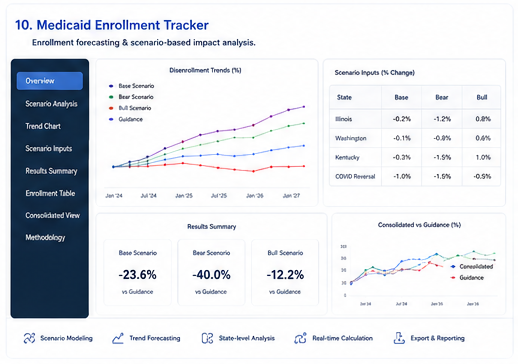 10. Medicaid Enrollment Tracker
Enrollment forecasting & scenario-based impact analysis.
Overview
Scenario Analysis
Trend Chart
Scenario Inputs
Results Summary
Enrollment Table
Consolidated View
Methodology
Disenrollment Trends (%)
Base Scenario
Bear Scenario
Bull Scenario
Guidance
Jan '24 Jul '24 Jan '25 Jul '25 Jan '26 Jan '27
Scenario Inputs (% Change)
State Base Bear Bull
Illinois -0.2% -1.2% 0.8%
Washington -0.1% -0.8% 0.6%
Kentucky -0.3% -1.5% 1.0%
COVID Reversal -1.0% -1.5% -0.5%
Results Summary
Base Scenario Bear Scenario Bull Scenario
-23.6% -40.0% -12.2%
vs Guidance vs Guidance vs Guidance
Consolidated vs Guidance (%)
Consolidated
Guidance
Scenario Modeling Trend Forecasting State-level Analysis Real-time Calculation Export & Reporting